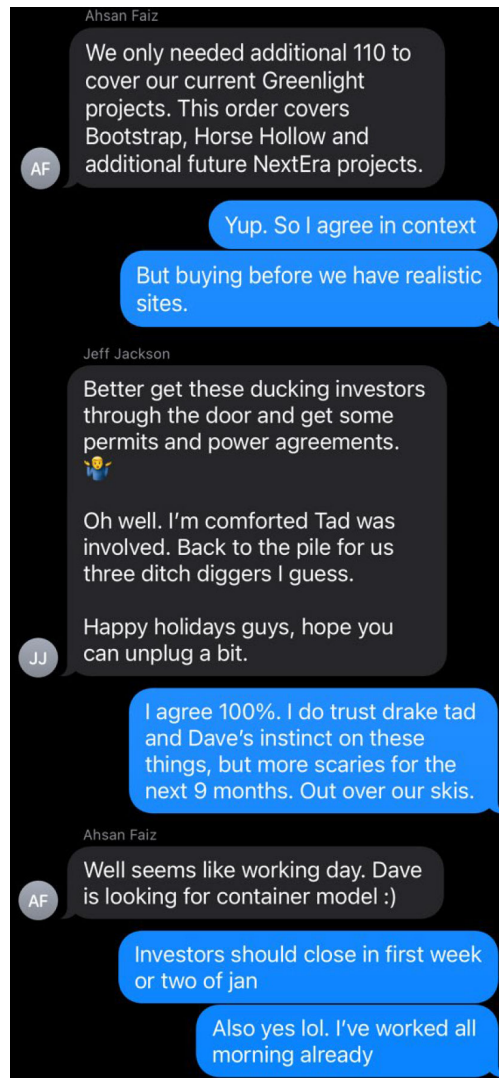 Ahsan Faiz
We only needed additional 110 to
cover our current Greenlight
projects. This order covers
Bootstrap, Horse Hollow and
additional future NextEra projects.
AF
Yup. So I agree in context
But buying before we have realistic
sites.
Jeff Jackson
Better get these ducking investors
through the door and get some
permits and power agreements.
🤷‍♂️
Oh well. I’m comforted Tad was
involved. Back to the pile for us
three ditch diggers I guess.
Happy holidays guys, hope you
can unplug a bit.
JJ
I agree 100%. I do trust drake tad
and Dave’s instinct on these
things, but more scaries for the
next 9 months. Out over our skis.
Ahsan Faiz
Well seems like working day. Dave
is looking for container model :)
AF
Investors should close in first week
or two of jan
Also yes lol. I’ve worked all
morning already